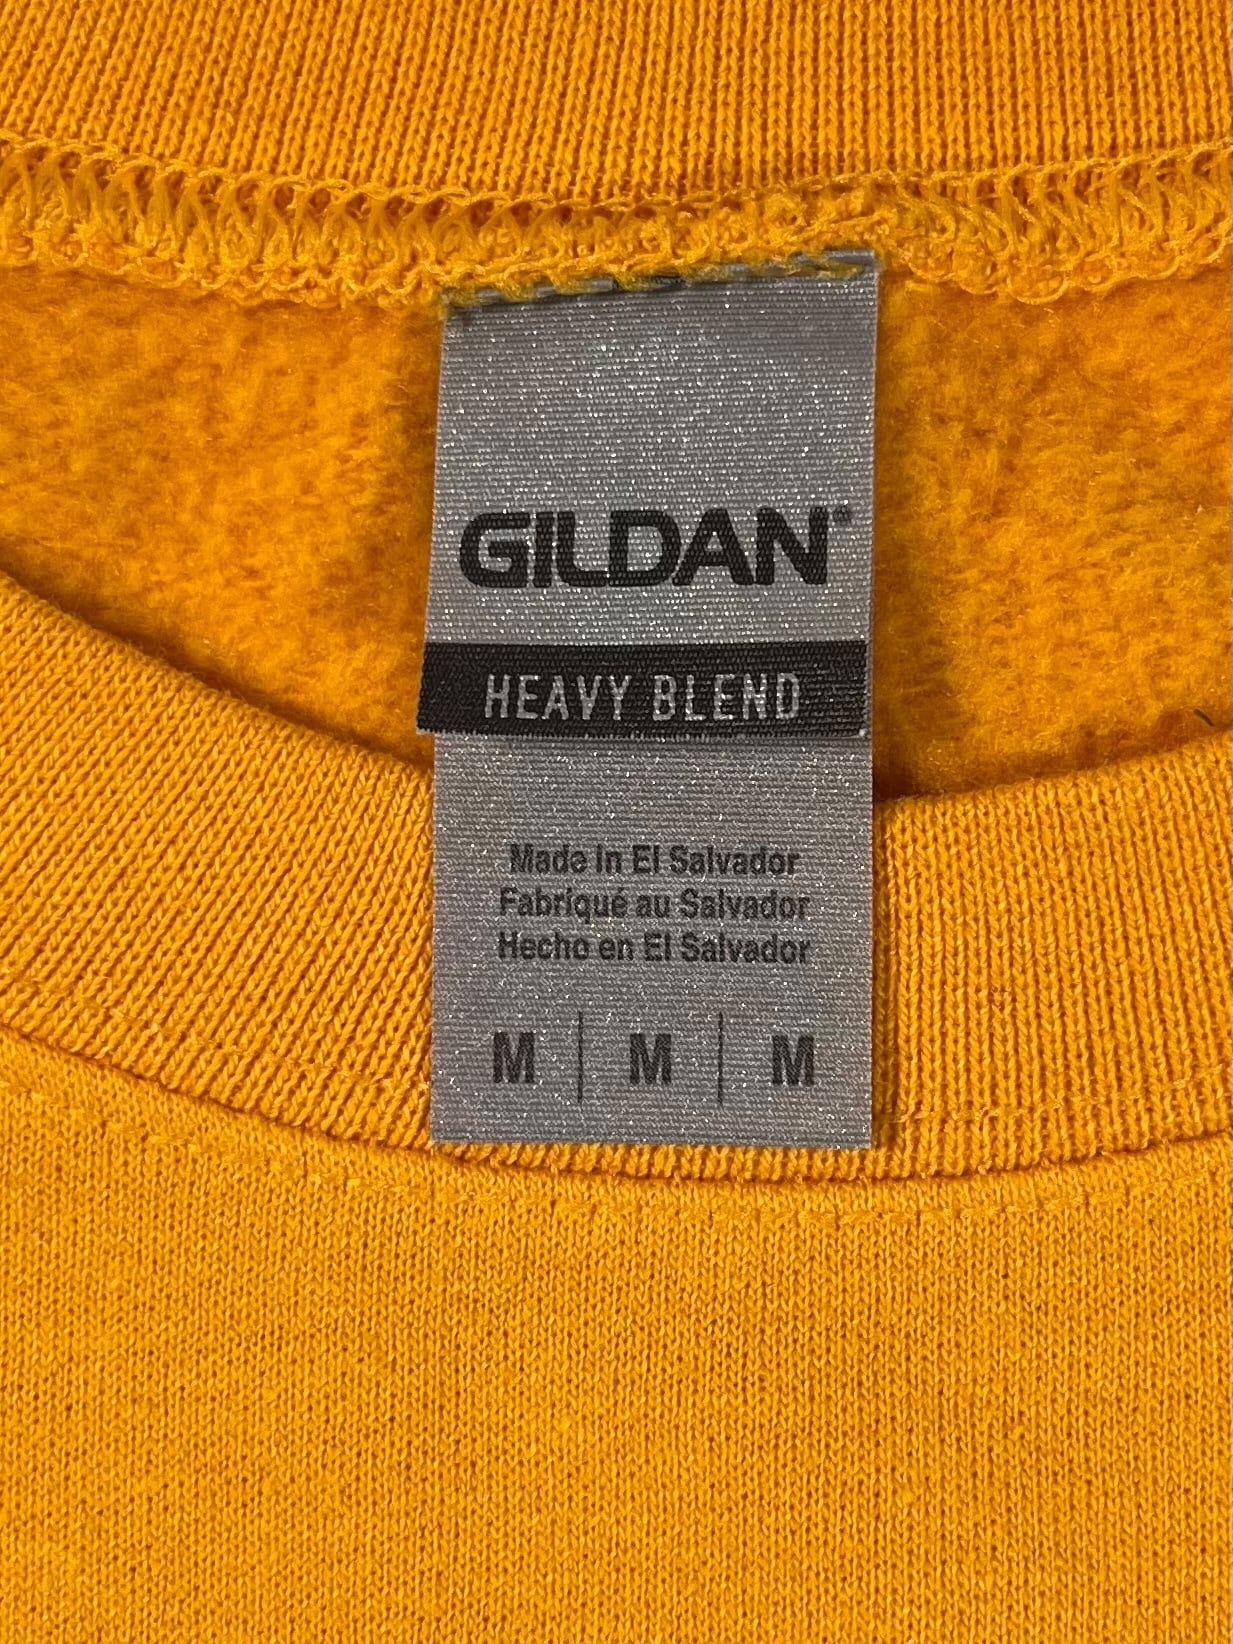 GILDAN®
HEAVY BLEND
Made in El Salvador
Fabriqué au Salvador
Hecho en El Salvador
M | M | M